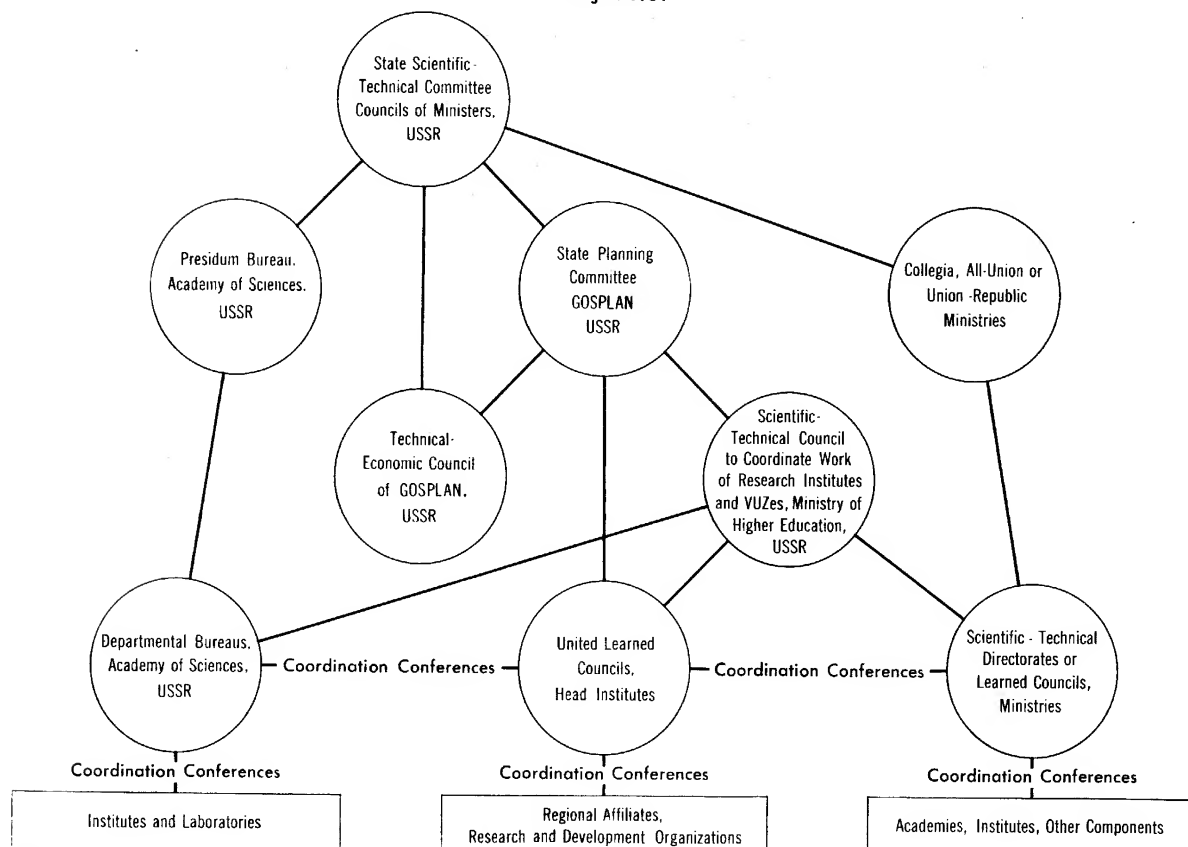 State Scientific -
Technical Committee
Councils of Ministers,
USSR
Presidum Bureau,
Academy of Sciences,
USSR
State Planning
Committee
GOSPLAN
USSR
Collegia, All-Union or
Union -Republic
Ministries
Technical-
Economic Council
of GOSPLAN,
USSR
Scientific-
Technical Council
to Coordinate Work
of Research Institutes
and VUZes, Ministry of
Higher Education,
USSR
Departmental Bureaus,
Academy of Sciences,
USSR
Coordination Conferences
United Learned
Councils,
Head Institutes
Coordination Conferences
Scientific - Technical
Directorates or
Learned Councils,
Ministries
Coordination Conferences
Coordination Conferences
Coordination Conferences
Institutes and Laboratories
Regional Affiliates,
Research and Development Organizations
Academies, Institutes, Other Components